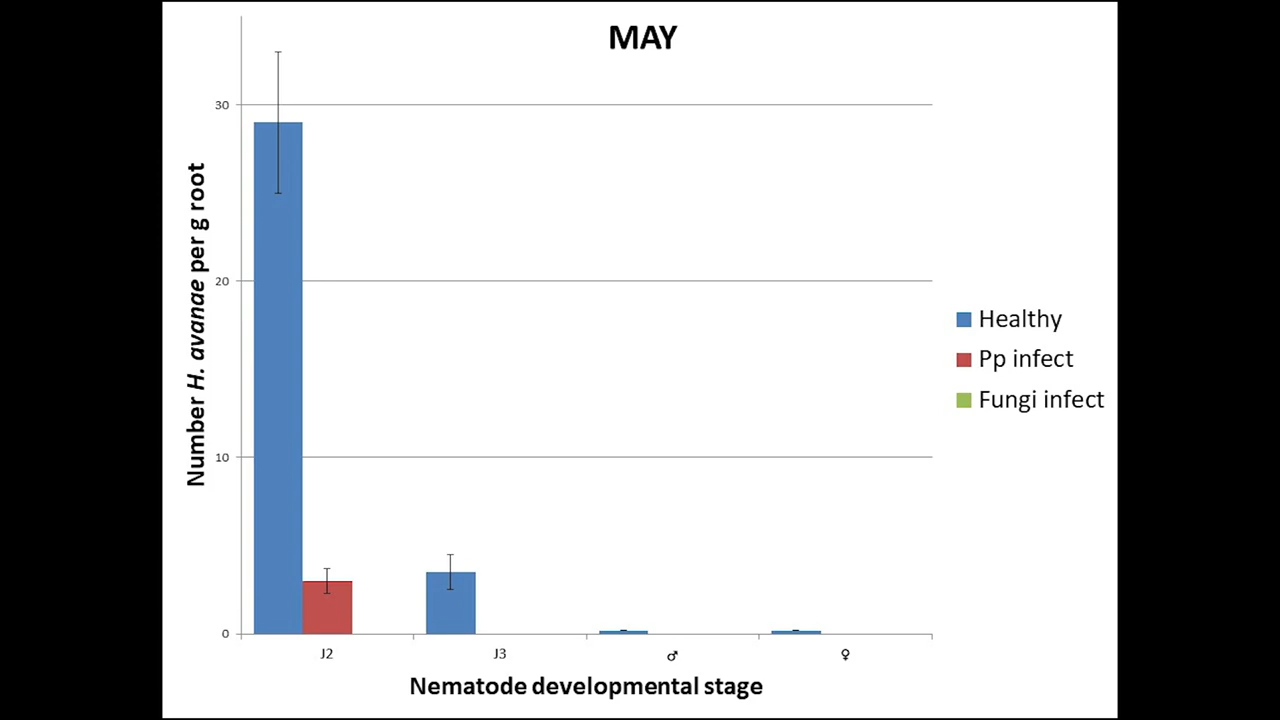 MAY
30
20
10
0
Number H. avanae per g root
J2
J3
♂
♀
Nematode developmental stage
Healthy
Pp infect
Fungi infect